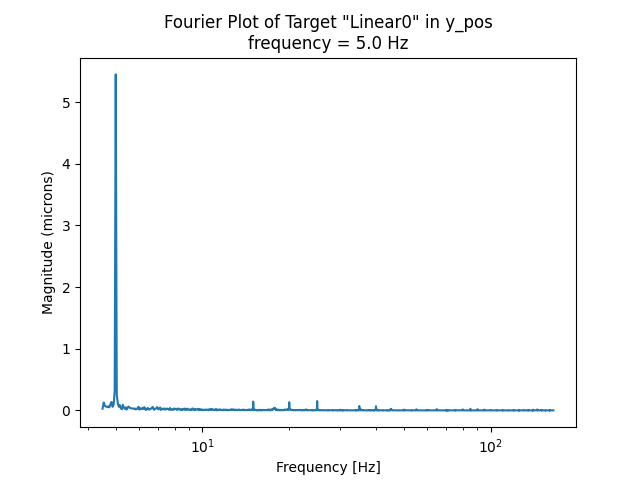 Fourier Plot of Target "Linear0" in y_pos
frequency = 5.0 Hz
5
4
3
2
1
0
Magnitude (microns)
10¹
10²
Frequency [Hz]